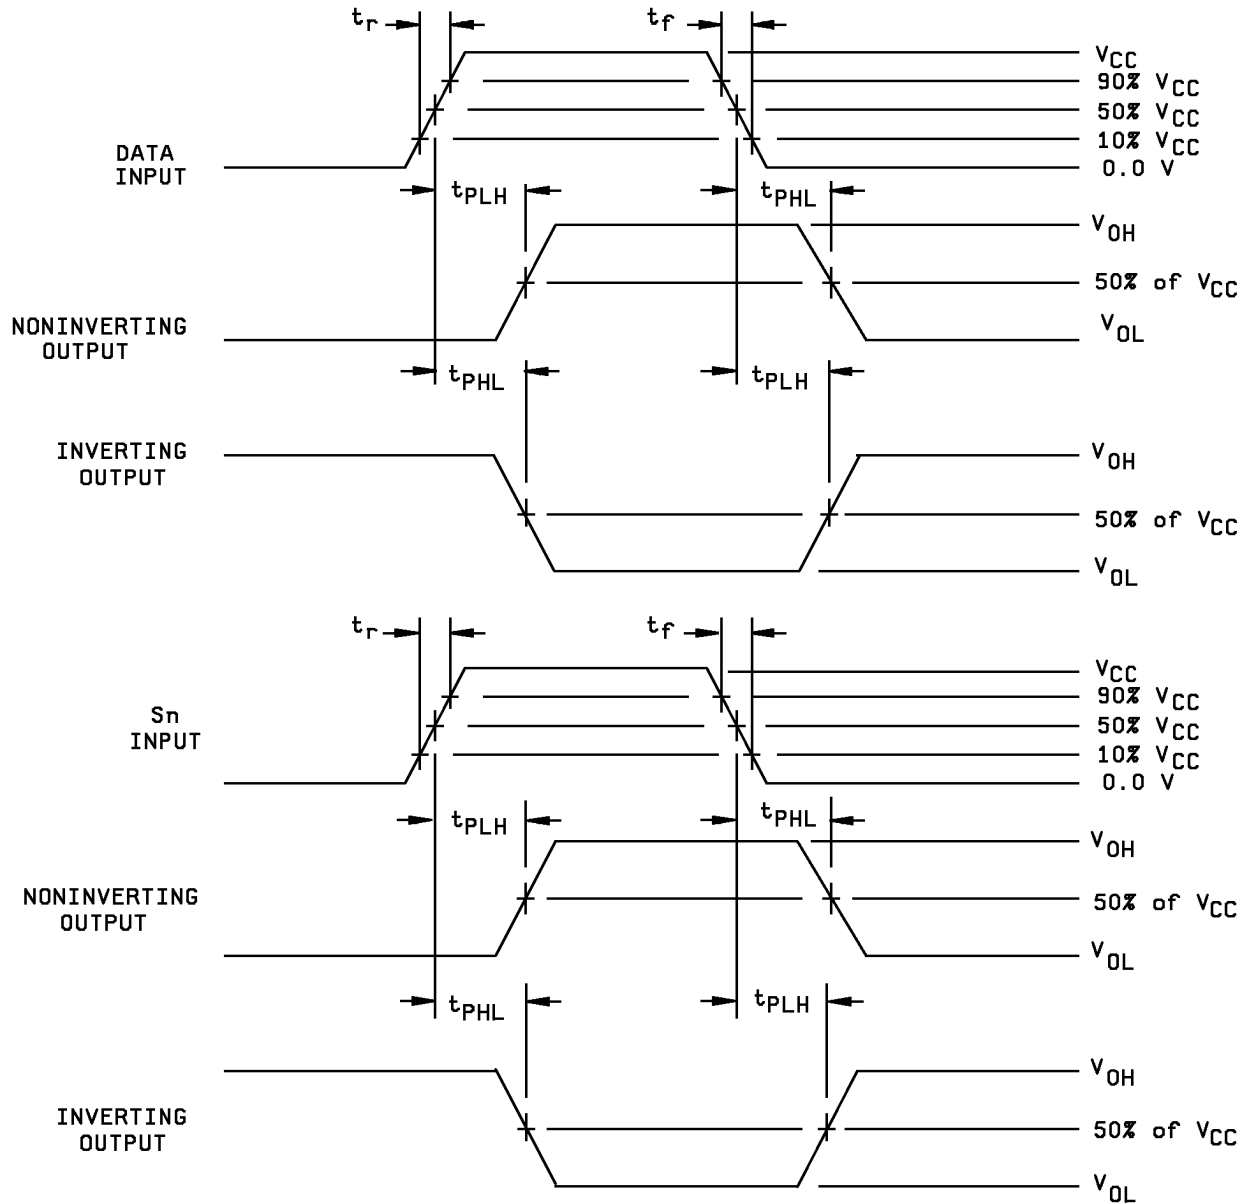 tr
tf
VCC
90% VCC
50% VCC
10% VCC
0.0 V
DATA
INPUT
tPLH
tPHL
VOH
50% of VCC
VOL
NONINVERTING
OUTPUT
tPHL
tPLH
INVERTING
OUTPUT
VOH
50% of VCC
VOL
tr
tf
VCC
90% VCC
50% VCC
10% VCC
0.0 V
Sn
INPUT
tPLH
tPHL
VOH
50% of VCC
VOL
NONINVERTING
OUTPUT
tPHL
tPLH
VOH
50% of VCC
VOL
INVERTING
OUTPUT